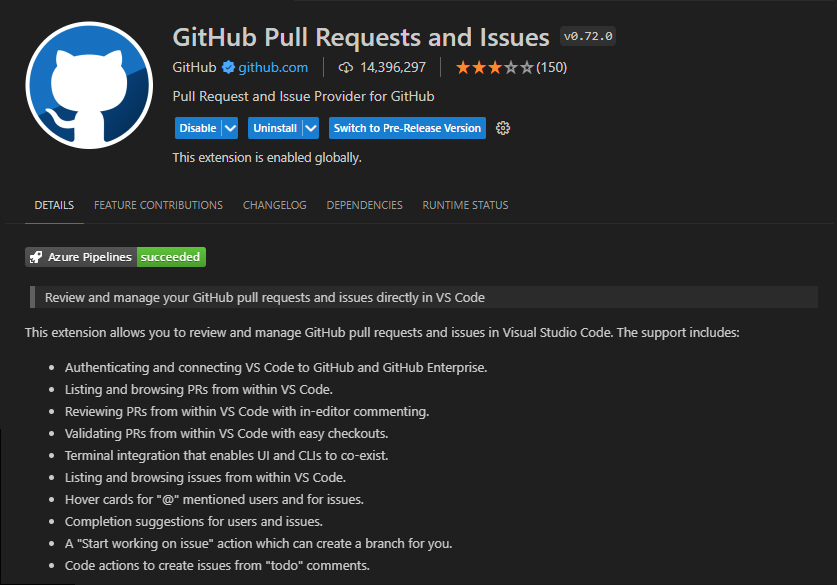 GitHub Pull Requests and Issues v0.72.0
GitHub github.com 14,396,297 (150)
Pull Request and Issue Provider for GitHub
Disable Uninstall Switch to Pre-Release Version
This extension is enabled globally.
DETAILS FEATURE CONTRIBUTIONS CHANGELOG DEPENDENCIES RUNTIME STATUS
Azure Pipelines succeeded
Review and manage your GitHub pull requests and issues directly in VS Code
This extension allows you to review and manage GitHub pull requests and issues in Visual Studio Code. The support includes:
• Authenticating and connecting VS Code to GitHub and GitHub Enterprise.
• Listing and browsing PRs from within VS Code.
• Reviewing PRs from within VS Code with in-editor commenting.
• Validating PRs from within VS Code with easy checkouts.
• Terminal integration that enables UI and CLIs to co-exist.
• Listing and browsing issues from within VS Code.
• Hover cards for "@" mentioned users and for issues.
• Completion suggestions for users and issues.
• A "Start working on issue" action which can create a branch for you.
• Code actions to create issues from "todo" comments.